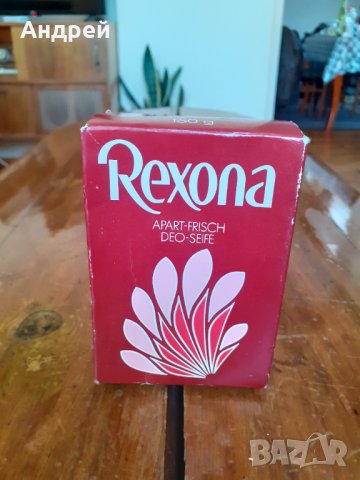 Андрей
150 g
Rexona
APART-FRISCH
DEO-SEIFE
BAZAR